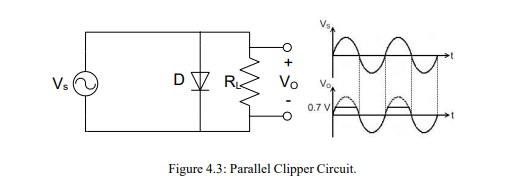 Vs
t
Vs
D
RL
+
Vo
-
Vo
0.7 V
t
Figure 4.3: Parallel Clipper Circuit.